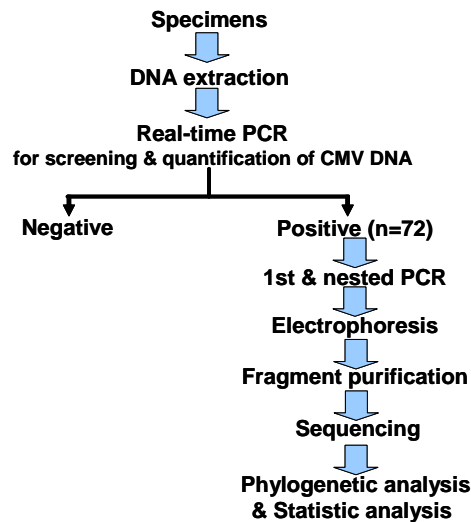 Specimens
DNA extraction
Real-time PCR
for screening & quantification of CMV DNA
Negative
Positive (n=72)
1st & nested PCR
Electrophoresis
Fragment purification
Sequencing
Phylogenetic analysis
& Statistic analysis